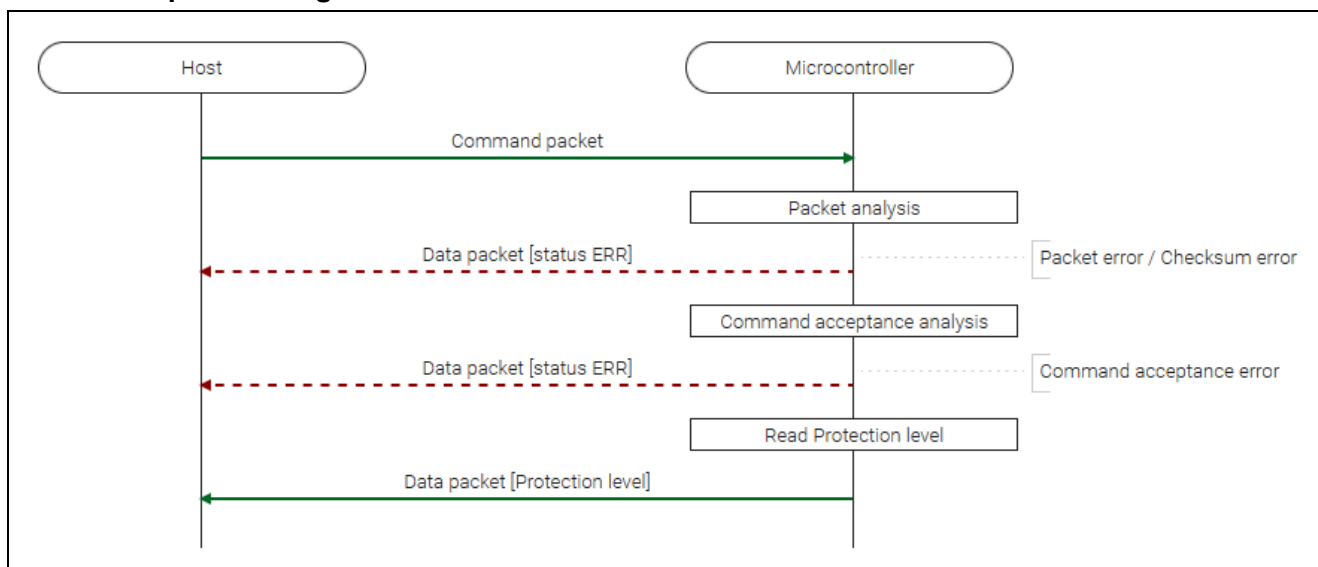 Host
Microcontroller
Command packet
Packet analysis
Data packet [status ERR]
Packet error / Checksum error
Command acceptance analysis
Data packet [status ERR]
Command acceptance error
Read Protection level
Data packet [Protection level]